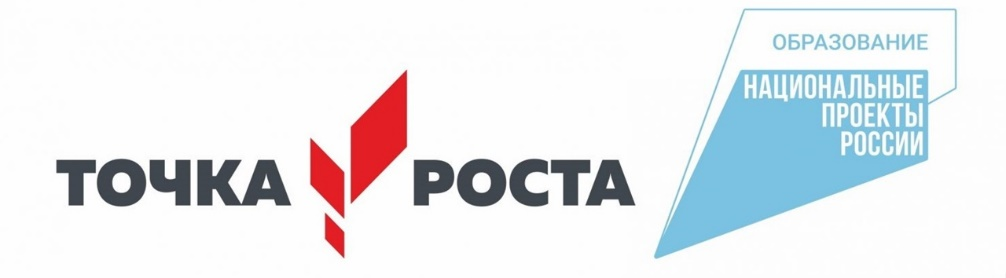 ТОЧКА РОСТА
ОБРАЗОВАНИЕ
НАЦИОНАЛЬНЫЕ
ПРОЕКТЫ
РОССИИ